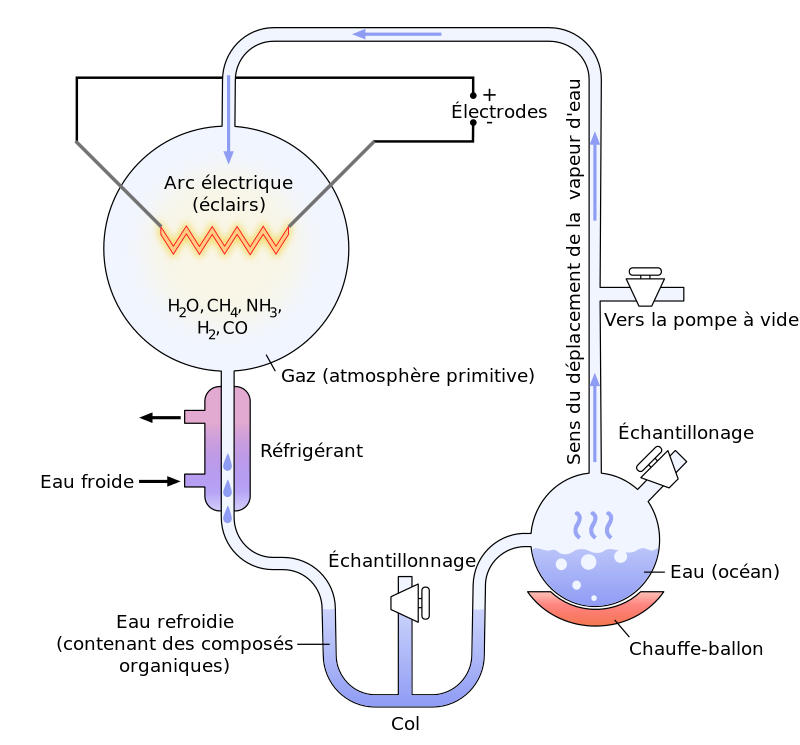 +
Électrodes
-
Arc électrique
(éclairs)
H2O, CH4, NH3,
H2, CO
Gaz (atmosphère primitive)
Sens du déplacement de la vapeur d'eau
Vers la pompe à vide
Échantillonage
Réfrigérant
Eau froide
Échantillonnage
Eau (océan)
Eau refroidie
(contenant des composés
organiques)
Chauffe-ballon
Col